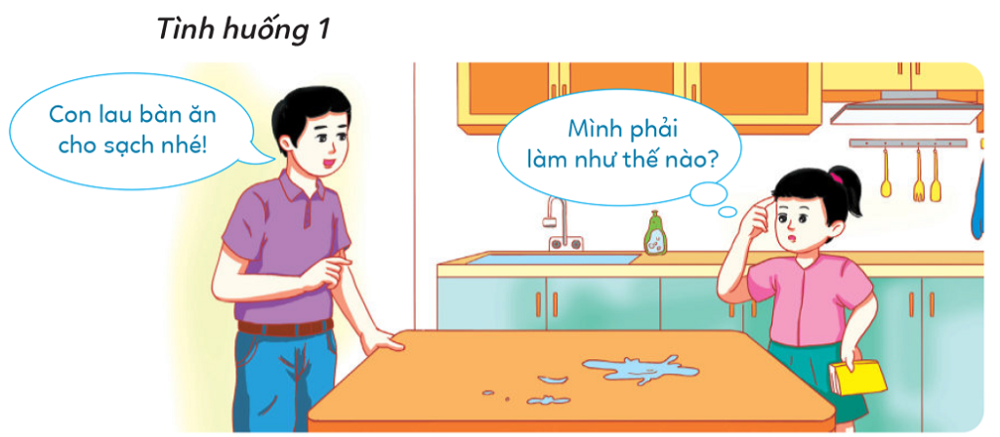 Tình huống 1
Con lau bàn ăn
cho sạch nhé!
Mình phải
làm như thế nào?